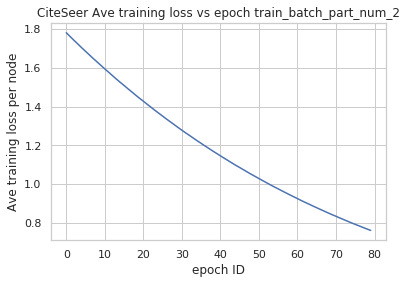 CiteSeer Ave training loss vs epoch train_batch_part_num_2
Ave training loss per node
1.8
1.6
1.4
1.2
1.0
0.8
0 10 20 30 40 50 60 70 80
epoch ID